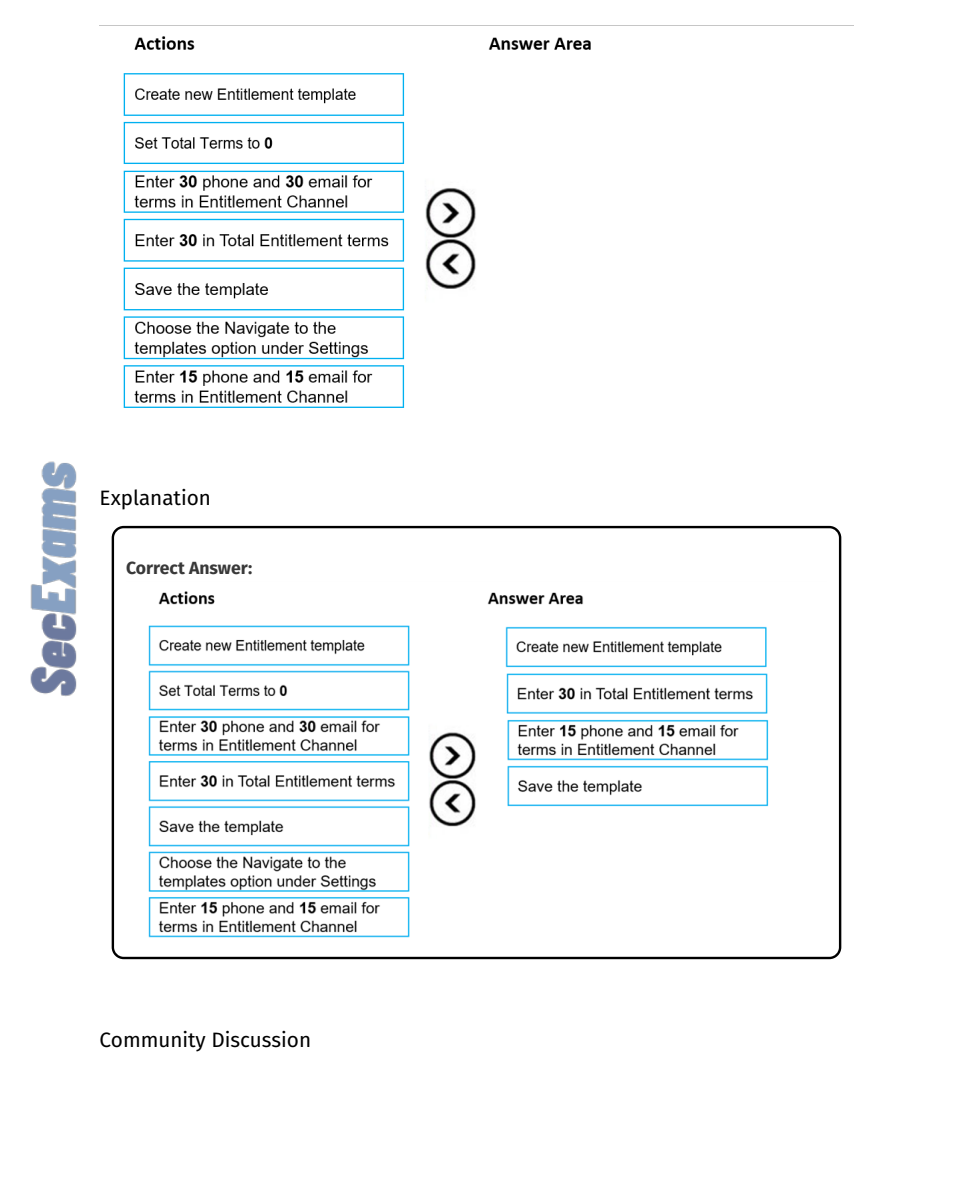 Actions
Answer Area
Create new Entitlement template
Set Total Terms to 0
Enter 30 phone and 30 email for
terms in Entitlement Channel
Enter 30 in Total Entitlement terms
Save the template
Choose the Navigate to the
templates option under Settings
Enter 15 phone and 15 email for
terms in Entitlement Channel
SecExams
Explanation
Correct Answer:
Actions
Answer Area
Create new Entitlement template
Set Total Terms to 0
Enter 30 phone and 30 email for
terms in Entitlement Channel
Enter 30 in Total Entitlement terms
Save the template
Choose the Navigate to the
templates option under Settings
Enter 15 phone and 15 email for
terms in Entitlement Channel
Create new Entitlement template
Enter 30 in Total Entitlement terms
Enter 15 phone and 15 email for
terms in Entitlement Channel
Save the template
Community Discussion